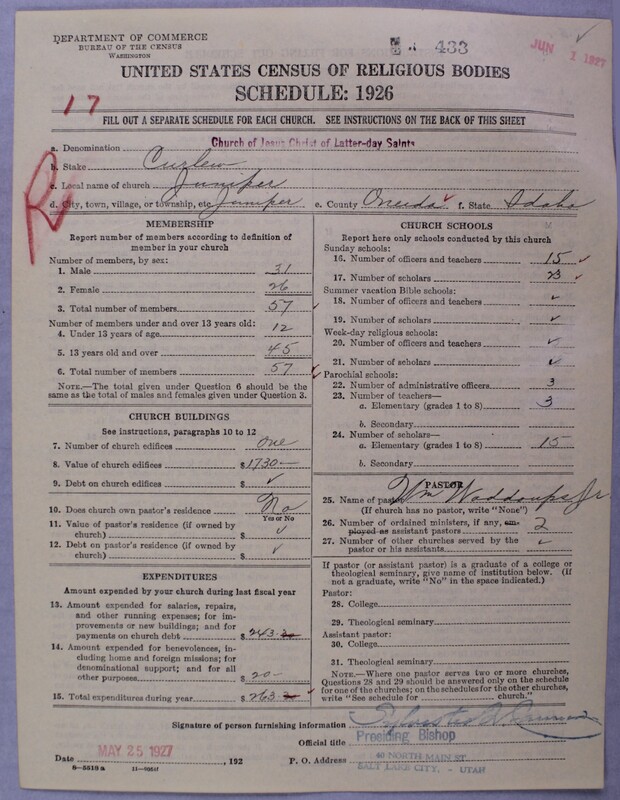 DEPARTMENT OF COMMERCE
BUREAU OF THE CENSUS
WASHINGTON
433
JUN 1 1927
UNITED STATES CENSUS OF RELIGIOUS BODIES
SCHEDULE: 1926
17
FILL OUT A SEPARATE SCHEDULE FOR EACH CHURCH. SEE INSTRUCTIONS ON THE BACK OF THIS SHEET
R
a. Denomination Church of Jesus Christ of Latter-day Saints
b. Stake Curlew
c. Local name of church Juniper
d. City, town, village, or township, etc Juniper e. County Oneida f. State Idaho
MEMBERSHIP
Report number of members according to definition of
member in your church
Number of members, by sex:
1. Male 31
2. Female 26
3. Total number of members 57
Number of members under and over 13 years old:
4. Under 13 years of age 12
5. 13 years old and over 45
6. Total number of members 57
NOTE.—The total given under Question 6 should be the
same as the total of males and females given under Question 3.
CHURCH BUILDINGS
See instructions, paragraphs 10 to 12
7. Number of church edifices one
8. Value of church edifices $1730—
9. Debt on church edifices $ ✓
10. Does church own pastor's residence? No
Yes or No
11. Value of pastor's residence (if owned by
church) $ ✓
12. Debt on pastor's residence (if owned by
church) $ ✓
EXPENDITURES
Amount expended by your church during last fiscal year
13. Amount expended for salaries, repairs,
and other running expenses; for im-
provements or new buildings; and for
payments on church debt $243.
14. Amount expended for benevolences, in-
cluding home and foreign missions; for
denominational support; and for all
other purposes $20—
15. Total expenditures during year $263.
CHURCH SCHOOLS
Report here only schools conducted by this church
Sunday schools:
16. Number of officers and teachers 15 ✓
17. Number of scholars 23 ✓
Summer vacation Bible schools:
18. Number of officers and teachers ✓
19. Number of scholars ✓
Week-day religious schools:
20. Number of officers and teachers ✓
21. Number of scholars ✓
Parochial schools:
22. Number of administrative officers 3
23. Number of teachers—
a. Elementary (grades 1 to 8) 3
b. Secondary
24. Number of scholars—
a. Elementary (grades 1 to 8) 15
b. Secondary
PASTOR
25. Name of pastor Wm Waddoups Jr
(If church has no pastor, write "None")
26. Number of ordained ministers, if any, em-
ployed as assistant pastors 2
27. Number of other churches served by the
pastor or his assistants ✓
If pastor (or assistant pastor) is a graduate of a college or
theological seminary, give name of institution below. (If
not a graduate, write "No" in the space indicated.)
Pastor:
28. College
29. Theological seminary
Assistant pastor:
30. College
31. Theological seminary
NOTE.—Where one pastor serves two or more churches,
Questions 28 and 29 should be answered only on the schedule
for one of the churches; on the schedules for the other churches,
write "See schedule for church."
Signature of person furnishing information Sylvester Q. Cannon
Official title Presiding Bishop
Date MAY 25 1927, 192 P. O. Address 40 NORTH MAIN ST.
SALT LAKE CITY, - UTAH
8—5519 a